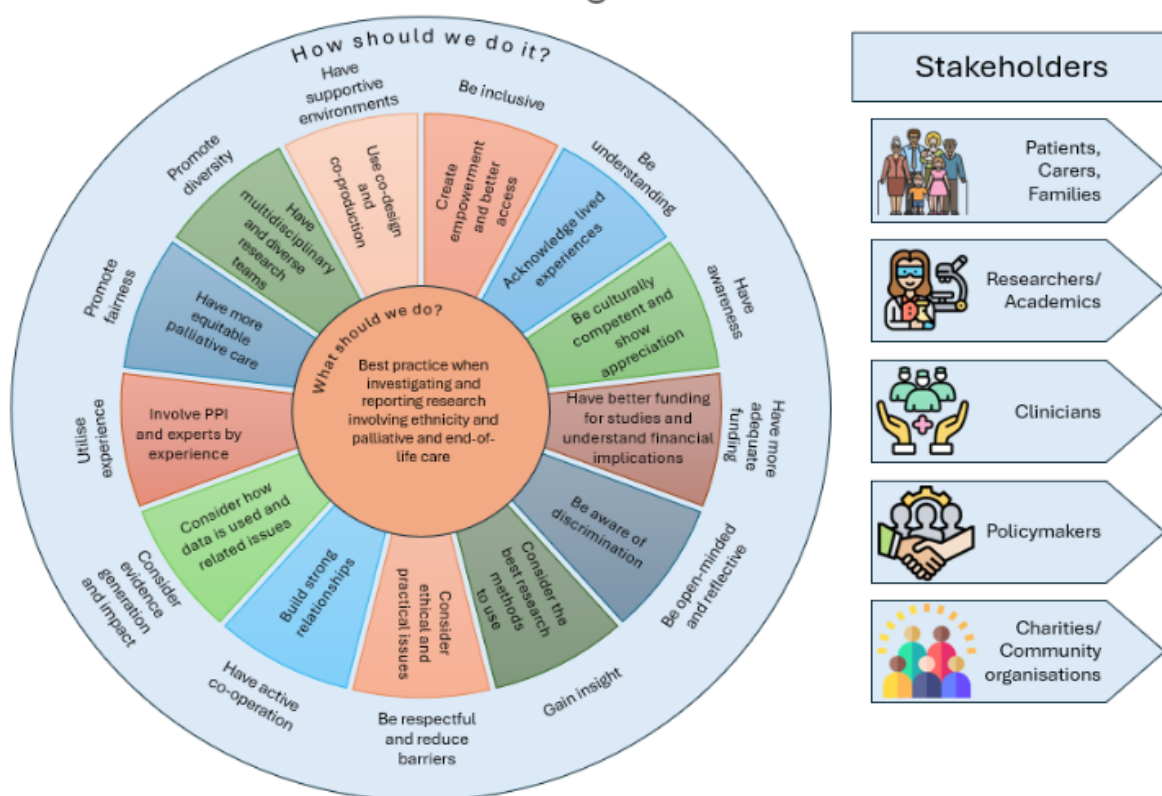 How should we do it?
Be inclusive
Create
empowerment
and better
access
Be
understanding
Acknowledge lived
experiences
Have
awareness
Be culturally
competent and
show
appreciation
Have more
adequate
funding
Have better funding
for studies and
understand financial
implications
Be open-minded
and reflective
Be aware of
discrimination
Gain insight
Consider the
best research
methods
to use
Be respectful
and reduce
barriers
Consider
ethical and
practical issues
Have active
co-operation
Build strong
relationships
Consider
evidence
generation
and impact
Consider how
data is used and
related issues
Utilise
experience
Involve PPI
and experts by
experience
Promote
fairness
Have more
equitable
palliative care
Promote
diversity
Have
multidisciplinary
and diverse
research
teams
Have
supportive
environments
Use co-design
and
co-production
What should we do?
Best practice when
investigating and
reporting research
involving ethnicity and
palliative and end-of-
life care
Stakeholders
Patients,
Carers,
Families
Researchers/
Academics
Clinicians
Policymakers
Charities/
Community
organisations